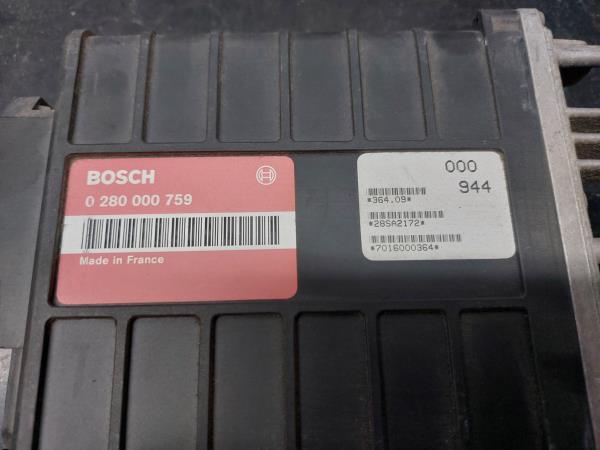 BOSCH
0 280 000 759
Made in France
000
944
*364.09*
*28SA2172*
*7016000364*